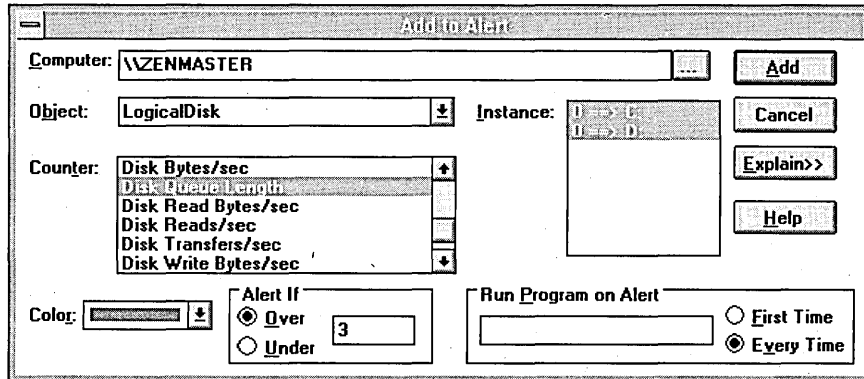 Add to Alert
Computer: \\ZENMASTER ... Add
Object: LogicalDisk Instance: 0 ==> C: Cancel
0 ==> D:
Counter: Disk Bytes/sec Explain>>
Disk Queue Length
Disk Read Bytes/sec
Disk Reads/sec Help
Disk Transfers/sec
Disk Write Bytes/sec
Color: Alert If Run Program on Alert
Over 3 First Time
Under Every Time